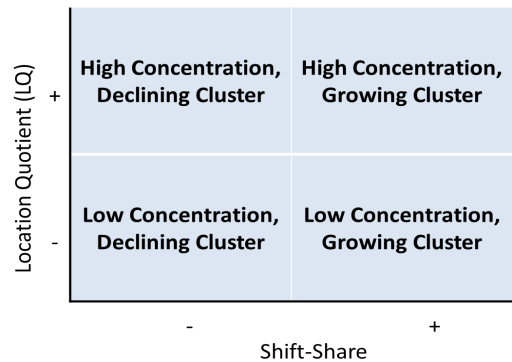 Location Quotient (LQ)
+
-
High Concentration,
Declining Cluster
High Concentration,
Growing Cluster
Low Concentration,
Declining Cluster
Low Concentration,
Growing Cluster
-
+
Shift-Share